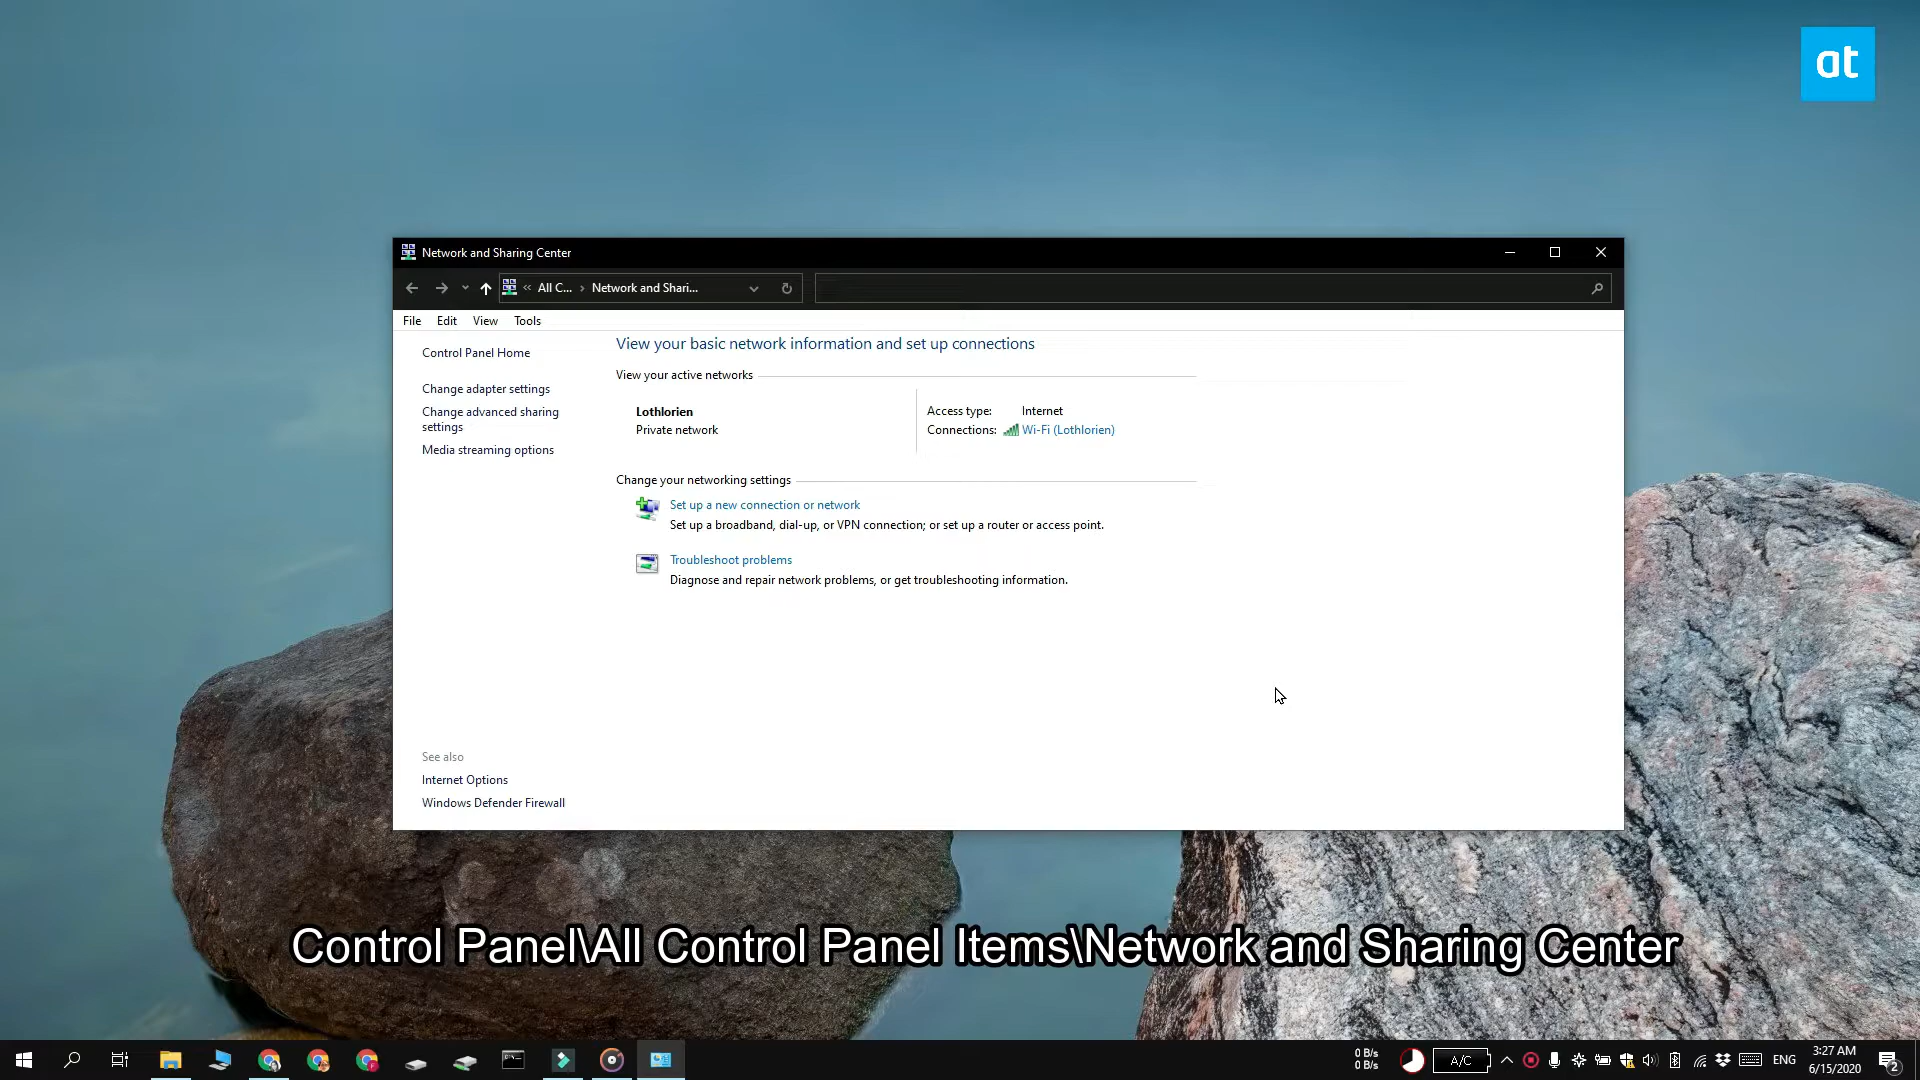 at
Network and Sharing Center
« All C... › Network and Shari...
File Edit View Tools
Control Panel Home
Change adapter settings
Change advanced sharing
settings
Media streaming options
View your basic network information and set up connections
View your active networks
Lothlorien
Private network
Access type: Internet
Connections: Wi-Fi (Lothlorien)
Change your networking settings
Set up a new connection or network
Set up a broadband, dial-up, or VPN connection; or set up a router or access point.
Troubleshoot problems
Diagnose and repair network problems, or get troubleshooting information.
See also
Internet Options
Windows Defender Firewall
Control Panel\All Control Panel Items\Network and Sharing Center
0 B/s
0 B/s
A/C
ENG
3:27 AM
6/15/2020
2